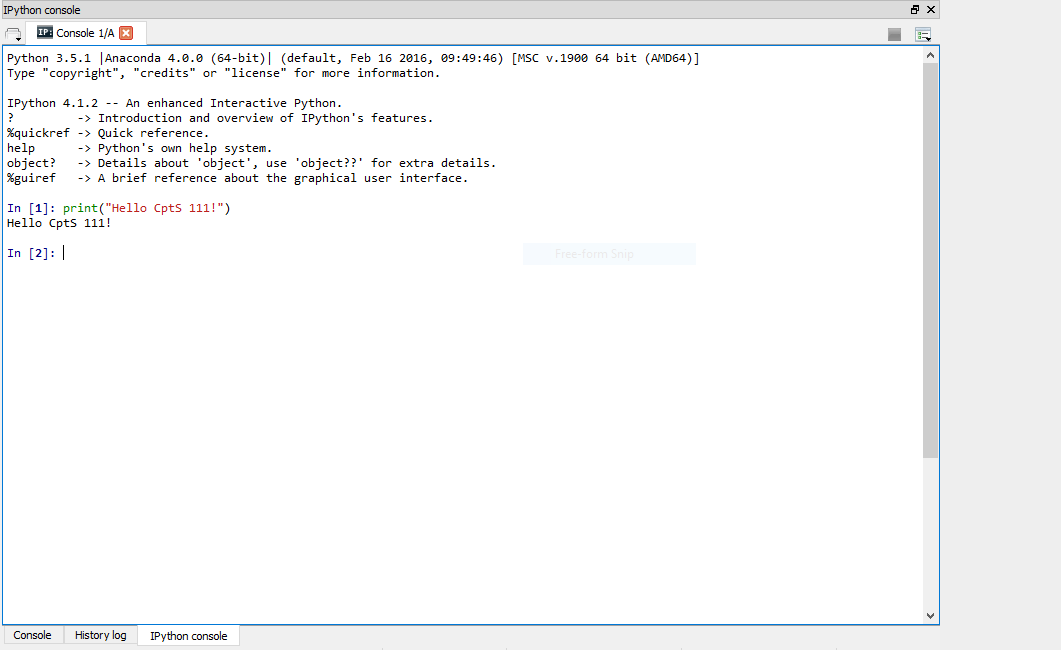 IPython console
IP: Console 1/A
Python 3.5.1 |Anaconda 4.0.0 (64-bit)| (default, Feb 16 2016, 09:49:46) [MSC v.1900 64 bit (AMD64)]
Type "copyright", "credits" or "license" for more information.
IPython 4.1.2 -- An enhanced Interactive Python.
?         -> Introduction and overview of IPython's features.
%quickref -> Quick reference.
help      -> Python's own help system.
object?   -> Details about 'object', use 'object??' for extra details.
%guiref   -> A brief reference about the graphical user interface.
In [1]: print("Hello CptS 111!")
Hello CptS 111!
In [2]:
Free-form Snip
Console History log IPython console